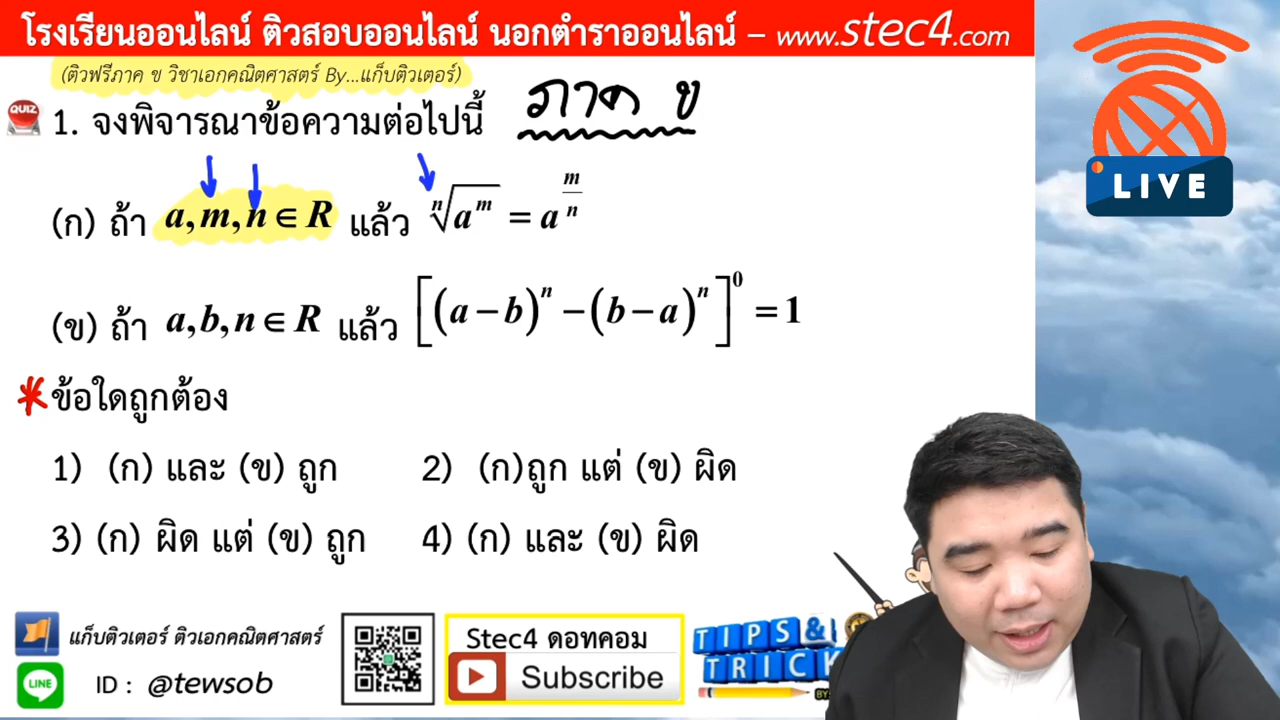 โรงเรียนออนไลน์ ติวสอบออนไลน์ นอกตำราออนไลน์ – www.stec4.com
(ติวฟรีภาค ข วิชาเอกคณิตศาสตร์ By...แก็บติวเตอร์)
ภาค ข
QUIZ
1. จงพิจารณาข้อความต่อไปนี้
LIVE
(ก) ถ้า a, m, n ∈ R แล้ว ⁿ√(a^m) = a^(m/n)
(ข) ถ้า a, b, n ∈ R แล้ว [(a − b)^n − (b − a)^n]^0 = 1
ข้อใดถูกต้อง
1) (ก) และ (ข) ถูก 2) (ก)ถูก แต่ (ข) ผิด
3) (ก) ผิด แต่ (ข) ถูก 4) (ก) และ (ข) ผิด
แก็บติวเตอร์ ติวเอกคณิตศาสตร์
LINE ID : @tewsob
Stec4 ดอทคอม
Subscribe
TIPS &
TRICK